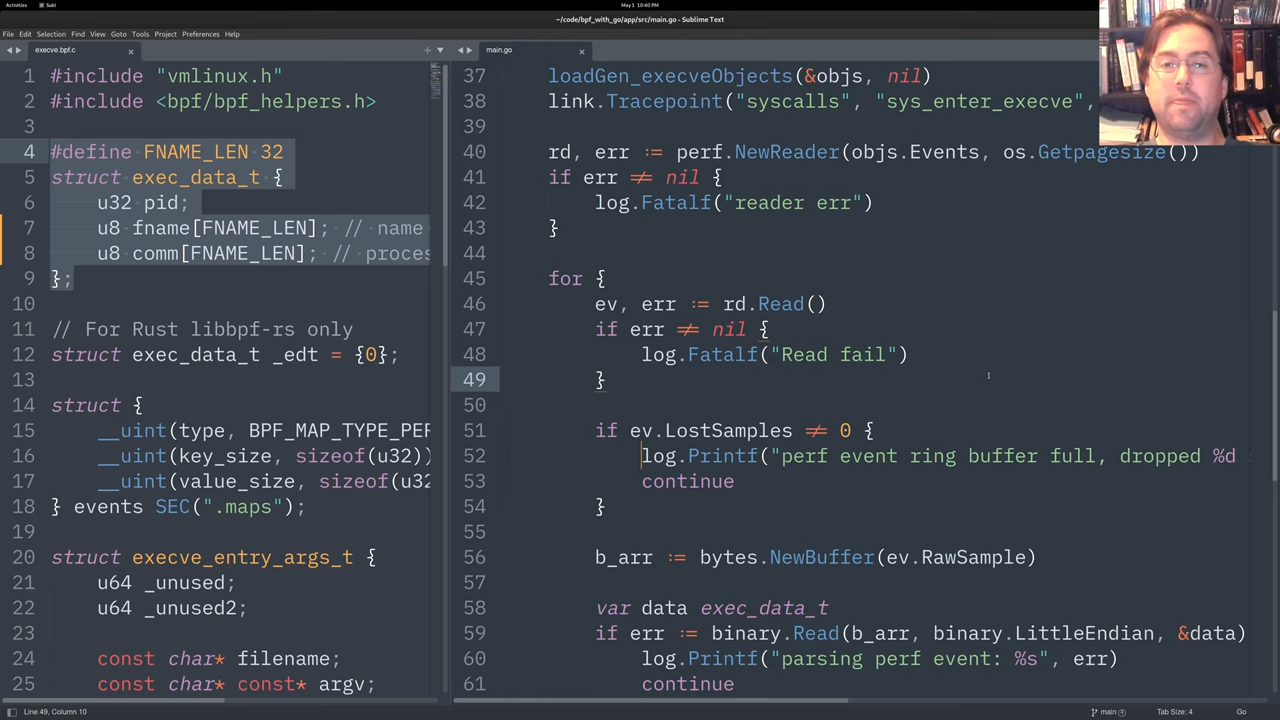 Activities
Subl
May 1 10:40 PM
~/code/bpf_with_go/app/src/main.go - Sublime Text
File Edit Selection Find View Goto Tools Project Preferences Help
execve.bpf.c
1 #include "vmlinux.h"
2 #include <bpf/bpf_helpers.h>
3
4 #define FNAME_LEN 32
5 struct exec_data_t {
6 u32 pid;
7 u8 fname[FNAME_LEN]; // name
8 u8 comm[FNAME_LEN]; // proces
9 };
10
11 // For Rust libbpf-rs only
12 struct exec_data_t _edt = {0};
13
14 struct {
15 __uint(type, BPF_MAP_TYPE_PER
16 __uint(key_size, sizeof(u32))
17 __uint(value_size, sizeof(u32
18 } events SEC(".maps");
19
20 struct execve_entry_args_t {
21 u64 _unused;
22 u64 _unused2;
23
24 const char* filename;
25 const char* const* argv;
main.go
37 loadGen_execveObjects(&objs, nil)
38 link.Tracepoint("syscalls", "sys_enter_execve",
39
40 rd, err := perf.NewReader(objs.Events, os.Getpagesize())
41 if err != nil {
42 log.Fatalf("reader err")
43 }
44
45 for {
46 ev, err := rd.Read()
47 if err != nil {
48 log.Fatalf("Read fail")
49 }
50
51 if ev.LostSamples != 0 {
52 log.Printf("perf event ring buffer full, dropped %d
53 continue
54 }
55
56 b_arr := bytes.NewBuffer(ev.RawSample)
57
58 var data exec_data_t
59 if err := binary.Read(b_arr, binary.LittleEndian, &data)
60 log.Printf("parsing perf event: %s", err)
61 continue
Line 49, Column 10
main
Tab Size: 4
Go